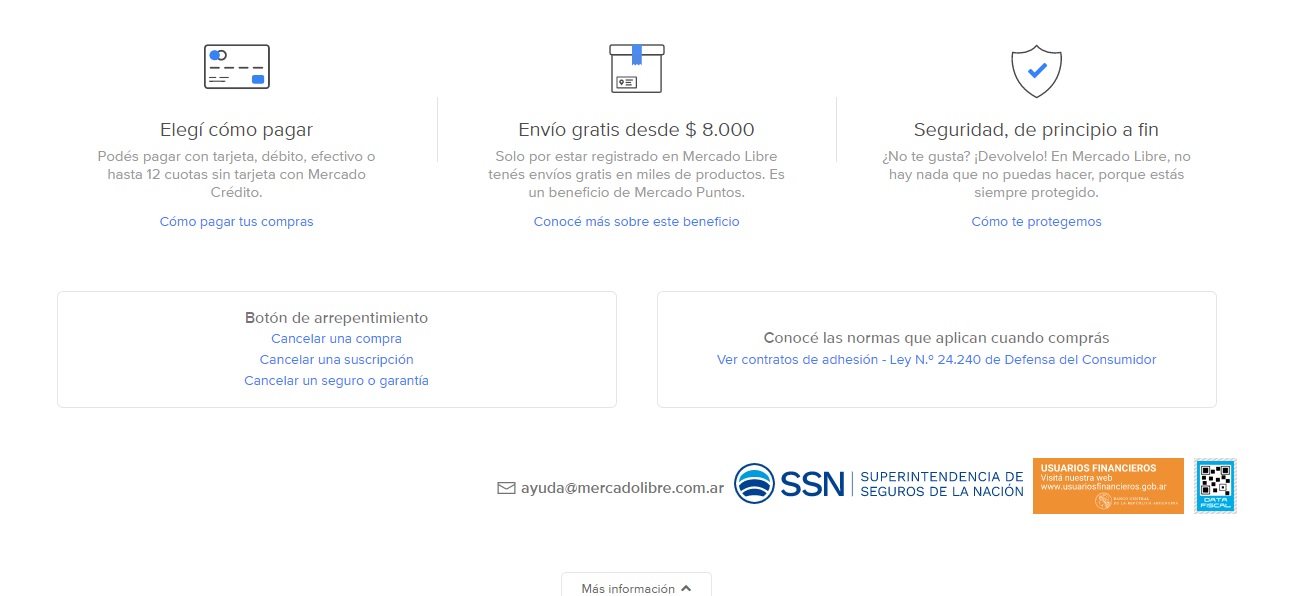 Elegí cómo pagar
Podés pagar con tarjeta, débito, efectivo o
hasta 12 cuotas sin tarjeta con Mercado
Crédito.
Cómo pagar tus compras
Envío gratis desde $ 8.000
Solo por estar registrado en Mercado Libre
tenés envíos gratis en miles de productos. Es
un beneficio de Mercado Puntos.
Conocé más sobre este beneficio
Seguridad, de principio a fin
¿No te gusta? ¡Devolvelo! En Mercado Libre, no
hay nada que no puedas hacer, porque estás
siempre protegido.
Cómo te protegemos
Botón de arrepentimiento
Cancelar una compra
Cancelar una suscripción
Cancelar un seguro o garantía
Conocé las normas que aplican cuando comprás
Ver contratos de adhesión - Ley N.º 24.240 de Defensa del Consumidor
ayuda@mercadolibre.com.ar
SSN
SUPERINTENDENCIA DE
SEGUROS DE LA NACIÓN
USUARIOS FINANCIEROS
Visitá nuestra web
www.usuariosfinancieros.gob.ar
BANCO CENTRAL
DE LA REPÚBLICA ARGENTINA
DATA
FISCAL
Más información